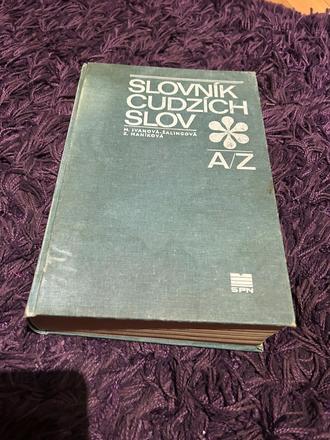 SLOVNÍK
CUDZÍCH
SLOV
M. IVANOVÁ-ŠALINGOVÁ
Z. MANÍKOVÁ
A/Z
SPN